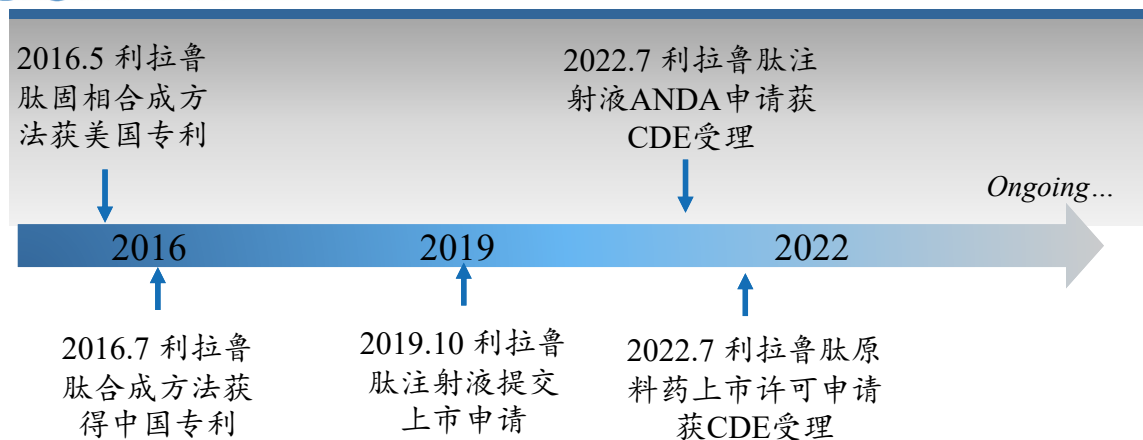 2016.5 利拉鲁
肽固相合成方
法获美国专利
2022.7 利拉鲁肽注
射液ANDA申请获
CDE受理
Ongoing…
2016
2019
2022
2016.7 利拉鲁
肽合成方法获
得中国专利
2019.10 利拉鲁
肽注射液提交
上市申请
2022.7 利拉鲁肽原
料药上市许可申请
获CDE受理